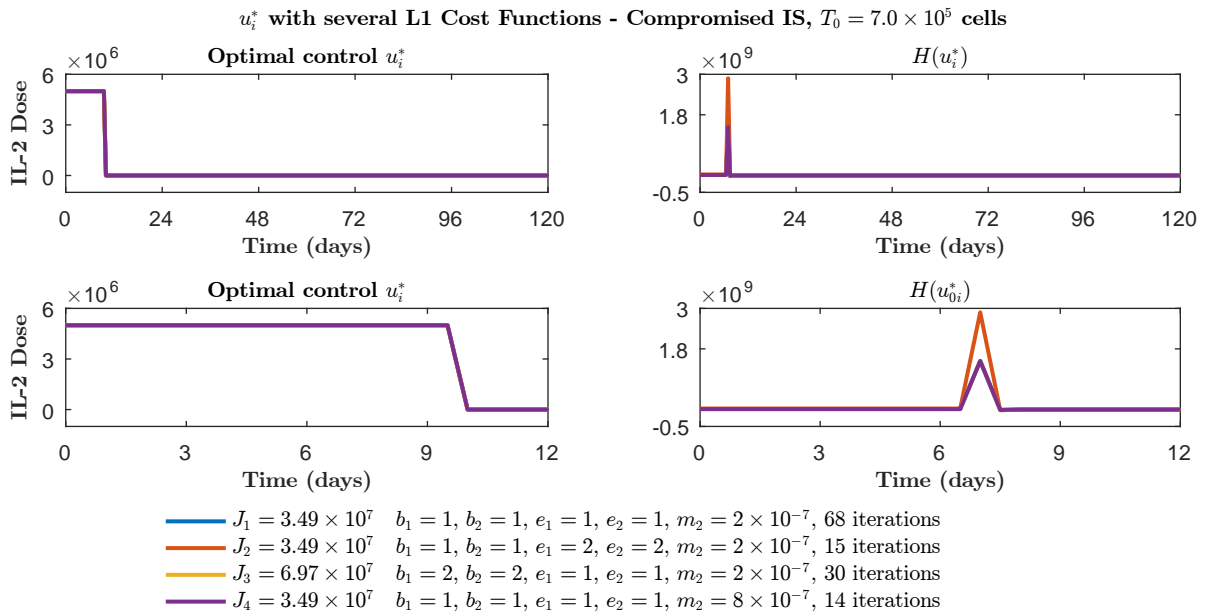 u_i^* with several L1 Cost Functions - Compromised IS, T_0 = 7.0 × 10^5 cells
Optimal control u_i^*
×10^6
6
3
0
IL-2 Dose
0 24 48 72 96 120
Time (days)
H(u_i^*)
×10^9
3
1.8
-0.5
0 24 48 72 96 120
Time (days)
Optimal control u_i^*
×10^6
6
3
0
IL-2 Dose
0 3 6 9 12
Time (days)
H(u_{0i}^*)
×10^9
3
1.8
-0.5
0 3 6 9 12
Time (days)
J_1 = 3.49 × 10^7 b_1 = 1, b_2 = 1, e_1 = 1, e_2 = 1, m_2 = 2 × 10^{-7}, 68 iterations
J_2 = 3.49 × 10^7 b_1 = 1, b_2 = 1, e_1 = 2, e_2 = 2, m_2 = 2 × 10^{-7}, 15 iterations
J_3 = 6.97 × 10^7 b_1 = 2, b_2 = 2, e_1 = 1, e_2 = 1, m_2 = 2 × 10^{-7}, 30 iterations
J_4 = 3.49 × 10^7 b_1 = 1, b_2 = 1, e_1 = 1, e_2 = 1, m_2 = 8 × 10^{-7}, 14 iterations